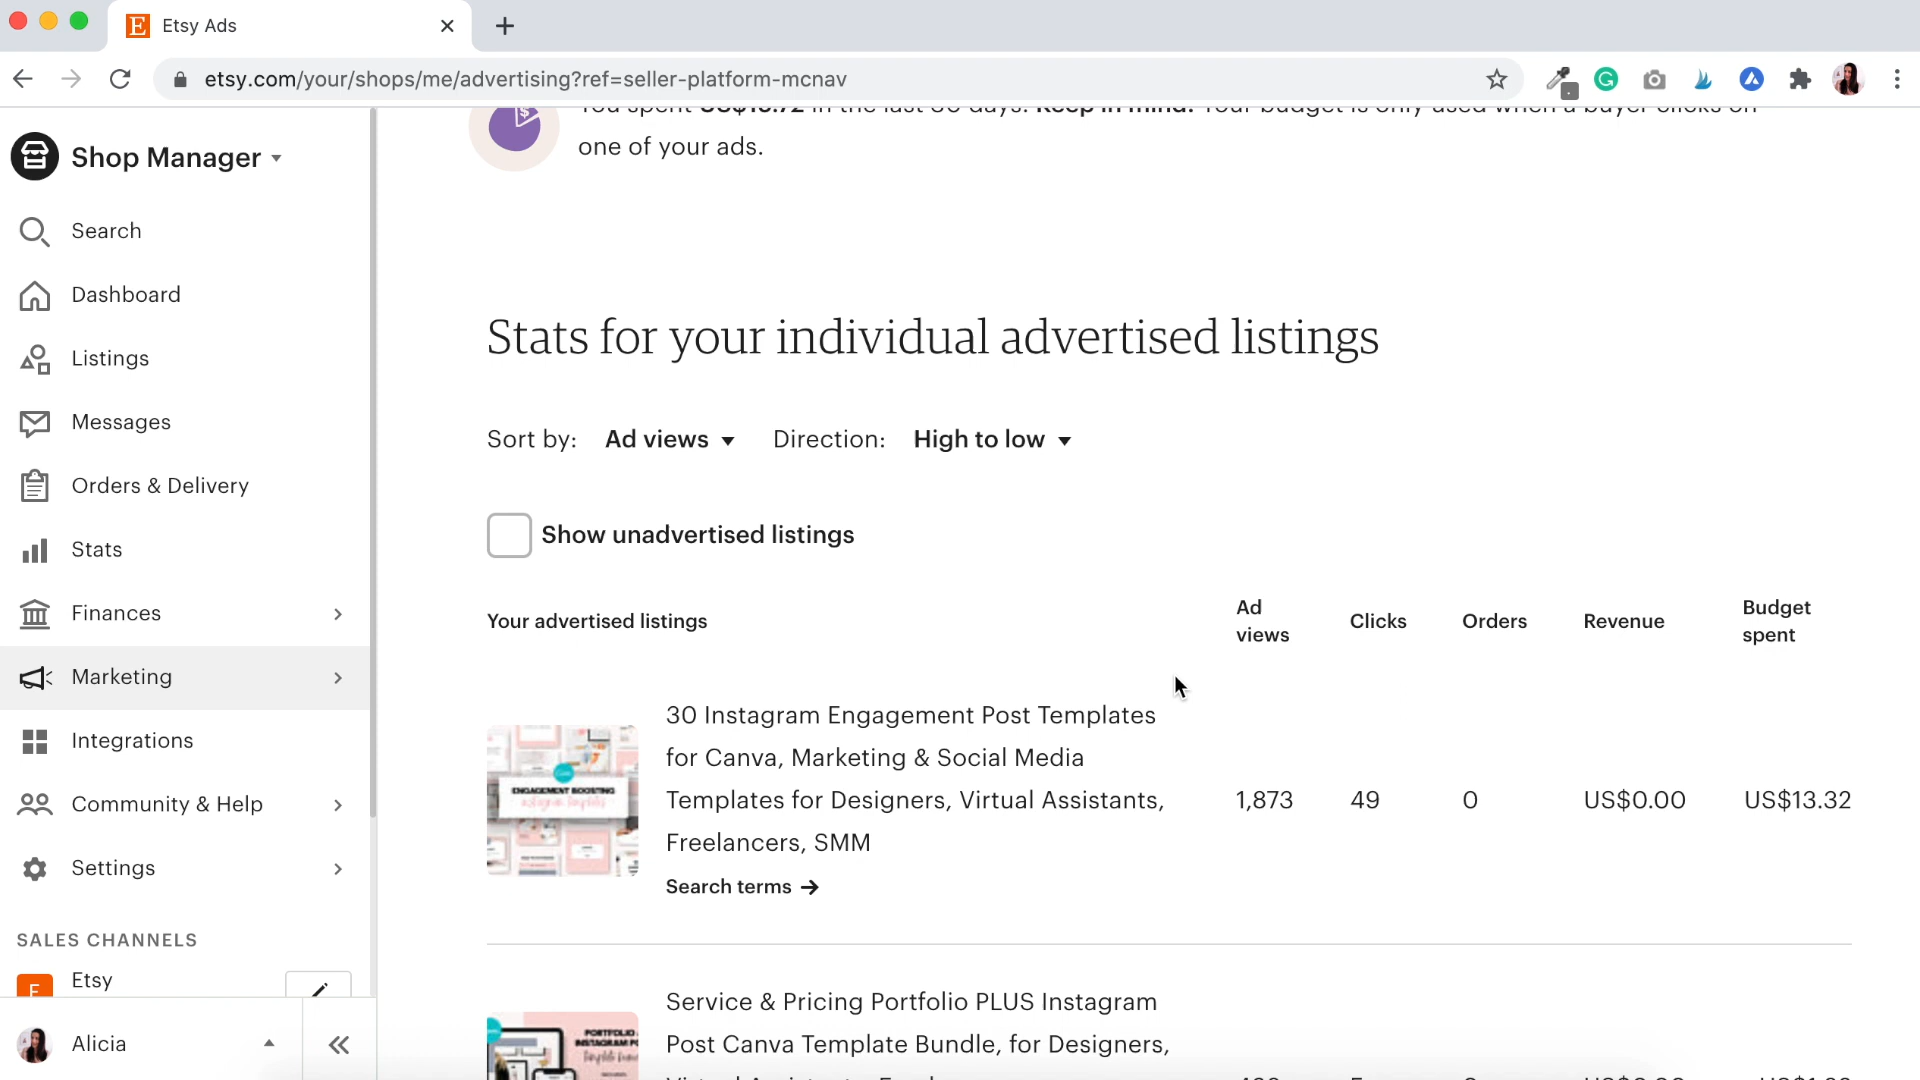 Etsy Ads
etsy.com/your/shops/me/advertising?ref=seller-platform-mcnav
You spent in the last 30 days. Keep in mind: Your budget is only used when a buyer clicks on
one of your ads.
Shop Manager
Search
Dashboard
Listings
Messages
Orders & Delivery
Stats
Finances
Marketing
Integrations
Community & Help
Settings
SALES CHANNELS
Etsy
Alicia
Stats for your individual advertised listings
Sort by: Ad views Direction: High to low
Show unadvertised listings
Your advertised listings
Ad
views
Clicks
Orders
Revenue
Budget
spent
ENGAGEMENT BOOSTING
30 Instagram Engagement Post Templates
for Canva, Marketing & Social Media
Templates for Designers, Virtual Assistants,
Freelancers, SMM
1,873 49 0 US$0.00 US$13.32
Search terms →
Service & Pricing Portfolio PLUS Instagram
Post Canva Template Bundle, for Designers,